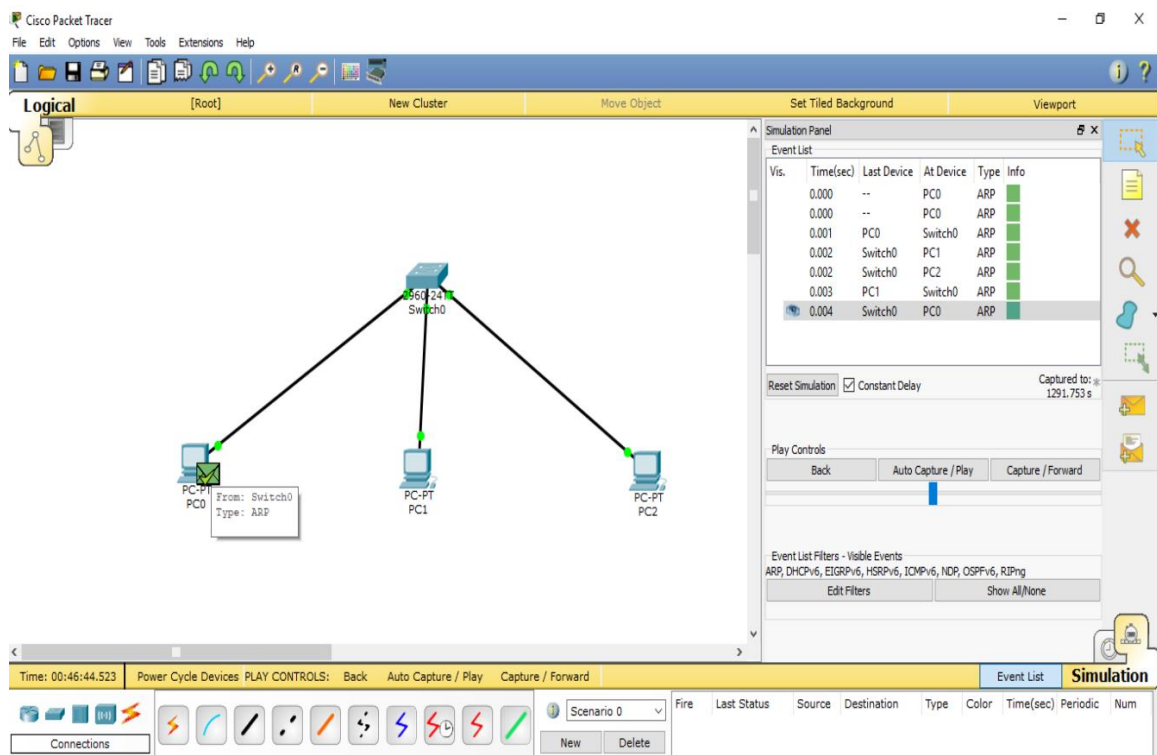 Cisco Packet Tracer
File Edit Options View Tools Extensions Help
Logical [Root] New Cluster Move Object Set Tiled Background Viewport
Simulation Panel
Event List
Vis. Time(sec) Last Device At Device Type Info
0.000 -- PC0 ARP
0.000 -- PC0 ARP
0.001 PC0 Switch0 ARP
0.002 Switch0 PC1 ARP
0.002 Switch0 PC2 ARP
0.003 PC1 Switch0 ARP
0.004 Switch0 PC0 ARP
Reset Simulation Constant Delay
Captured to: *
1291.753 s
Play Controls
Back Auto Capture / Play Capture / Forward
Event List Filters - Visible Events
ARP, DHCPv6, EIGRPv6, HSRPv6, ICMPv6, NDP, OSPFv6, RIPng
Edit Filters Show All/None
Switch0
PC-PT
PC0
From: Switch0
Type: ARP
PC-PT
PC1
PC-PT
PC2
Time: 00:46:44.523 Power Cycle Devices PLAY CONTROLS: Back Auto Capture / Play Capture / Forward Event List Simulation
Connections
Scenario 0
New Delete
Fire Last Status Source Destination Type Color Time(sec) Periodic Num